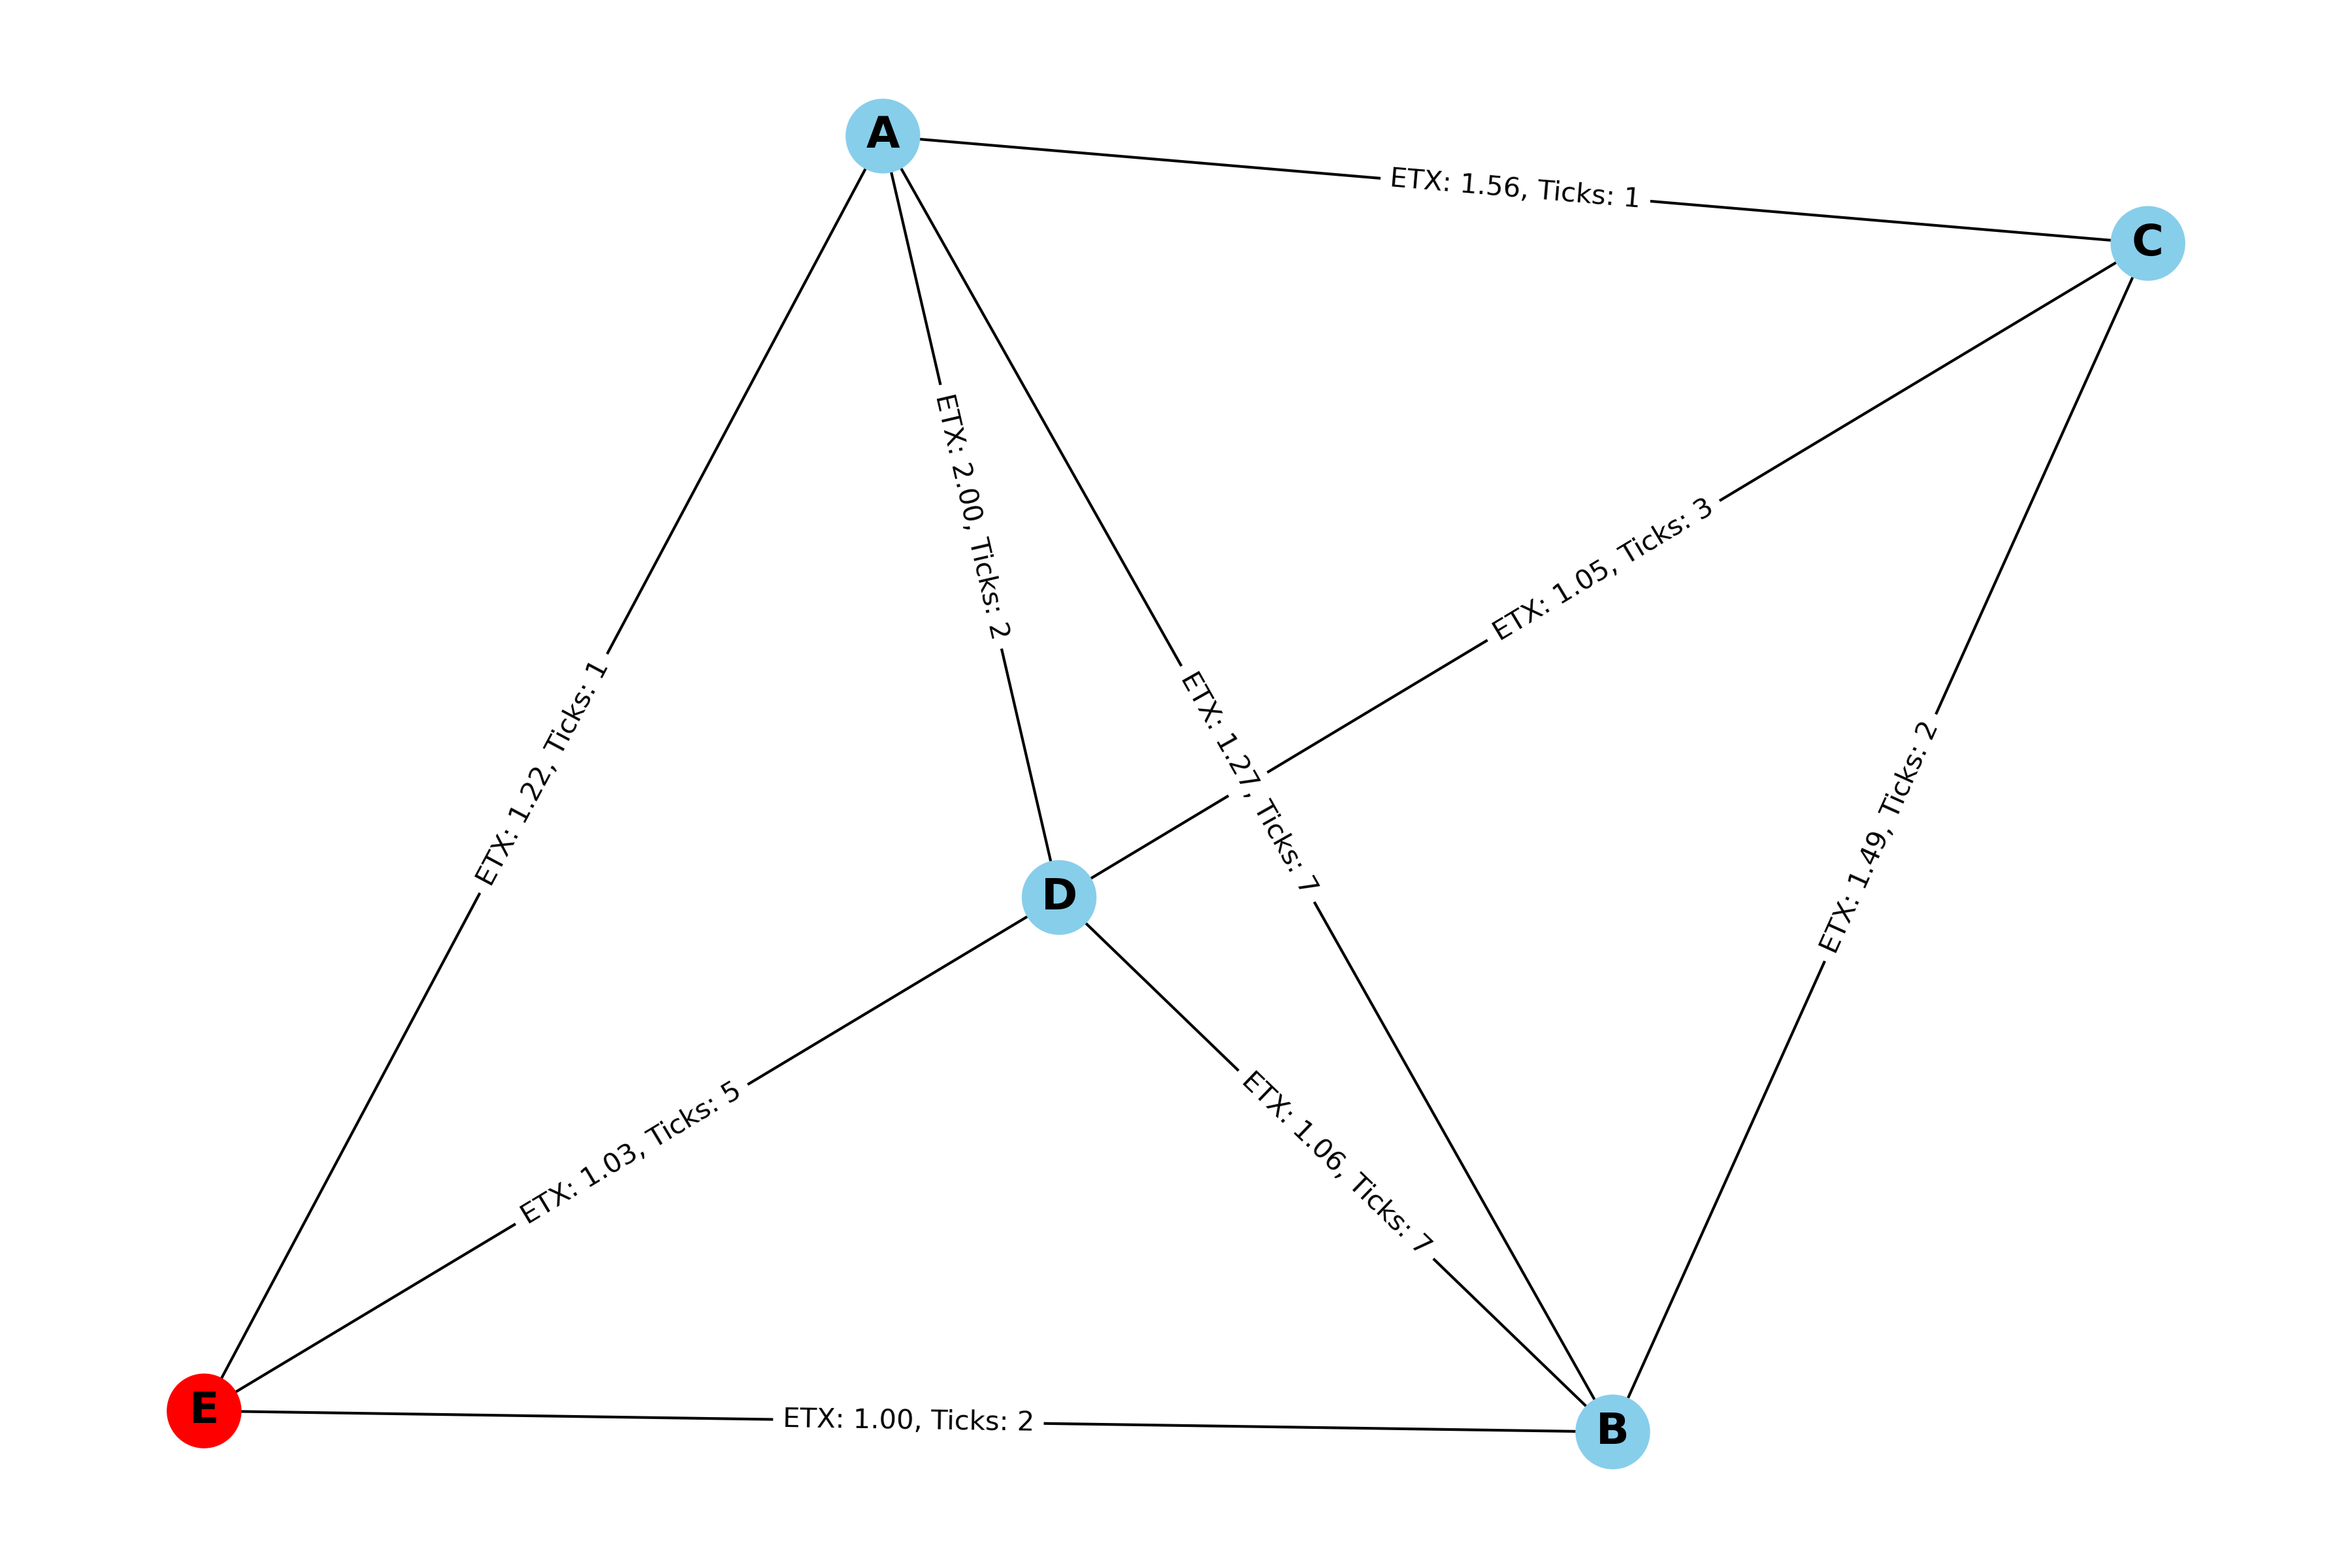 A
ETX: 1.56, Ticks: 1
C
ETX: 2.00, Ticks: 2
ETX: 1.05, Ticks: 3
ETX: 1.22, Ticks: 1
ETX: 1.27, Ticks: 7
ETX: 1.49, Ticks: 2
D
ETX: 1.03, Ticks: 5
ETX: 1.06, Ticks: 7
E
ETX: 1.00, Ticks: 2
B